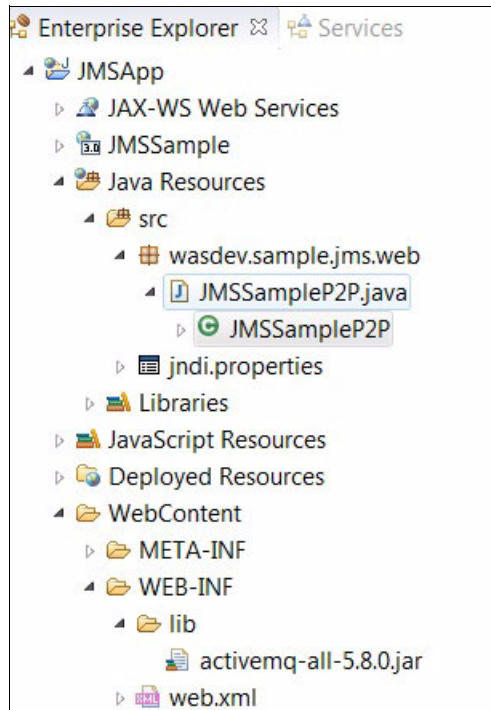 Enterprise Explorer Services
JMSApp
JAX-WS Web Services
3.0 JMSSample
Java Resources
src
wasdev.sample.jms.web
J JMSSampleP2P.java
C JMSSampleP2P
jndi.properties
Libraries
JavaScript Resources
Deployed Resources
WebContent
META-INF
WEB-INF
lib
activemq-all-5.8.0.jar
web.xml